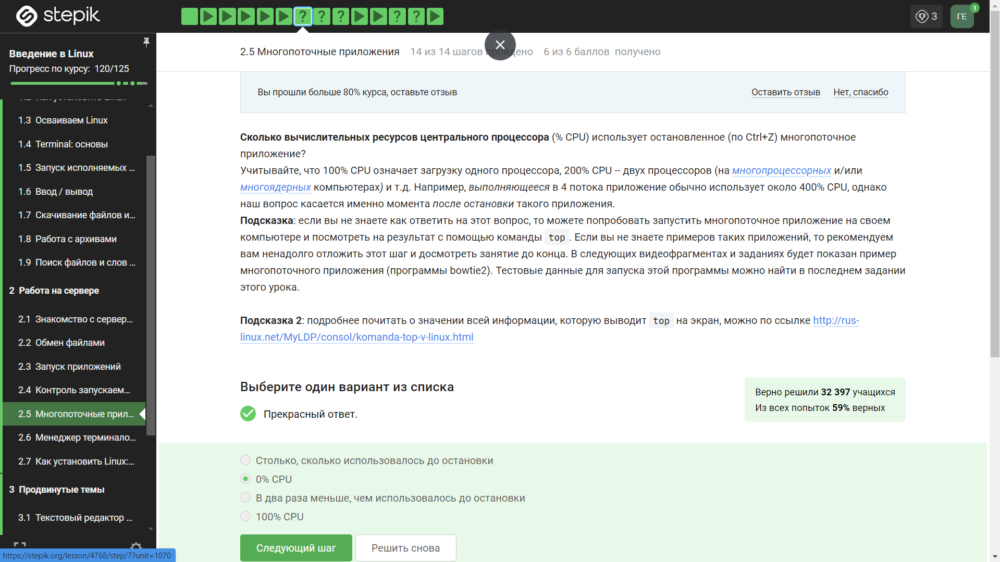 stepik
? ? ? ? ?
3
ГЕ
1
Введение в Linux
Прогресс по курсу: 120/125
1.2 Как установить Linux
1.3 Осваиваем Linux
1.4 Terminal: основы
1.5 Запуск исполняемых ...
1.6 Ввод / вывод
1.7 Скачивание файлов и...
1.8 Работа с архивами
1.9 Поиск файлов и слов ...
2 Работа на сервере
2.1 Знакомство с сервер...
2.2 Обмен файлами
2.3 Запуск приложений
2.4 Контроль запускаем...
2.5 Многопоточные прил...
2.6 Менеджер терминало...
2.7 Как установить Linux:...
3 Продвинутые темы
3.1 Текстовый редактор ...
https://stepik.org/lesson/4768/step/7?unit=1070
2.5 Многопоточные приложения 14 из 14 шагов пройдено 6 из 6 баллов получено
Вы прошли больше 80% курса, оставьте отзыв
Оставить отзыв Нет, спасибо
Сколько вычислительных ресурсов центрального процессора (% CPU) использует остановленное (по Ctrl+Z) многопоточное
приложение?
Учитывайте, что 100% CPU означает загрузку одного процессора, 200% CPU -- двух процессоров (на многопроцессорных и/или
многоядерных компьютерах) и т.д. Например, выполняющееся в 4 потока приложение обычно использует около 400% CPU, однако
наш вопрос касается именно момента после остановки такого приложения.
Подсказка: если вы не знаете как ответить на этот вопрос, то можете попробовать запустить многопоточное приложение на своем
компьютере и посмотреть на результат с помощью команды top . Если вы не знаете примеров таких приложений, то рекомендуем
вам ненадолго отложить этот шаг и досмотреть занятие до конца. В следующих видеофрагментах и заданиях будет показан пример
многопоточного приложения (программы bowtie2). Тестовые данные для запуска этой программы можно найти в последнем задании
этого урока.
Подсказка 2: подробнее почитать о значении всей информации, которую выводит top на экран, можно по ссылке http://rus-
linux.net/MyLDP/consol/komanda-top-v-linux.html
Выберите один вариант из списка
Прекрасный ответ.
Верно решили 32 397 учащихся
Из всех попыток 59% верных
Столько, сколько использовалось до остановки
0% CPU
В два раза меньше, чем использовалось до остановки
100% CPU
Следующий шаг Решить снова